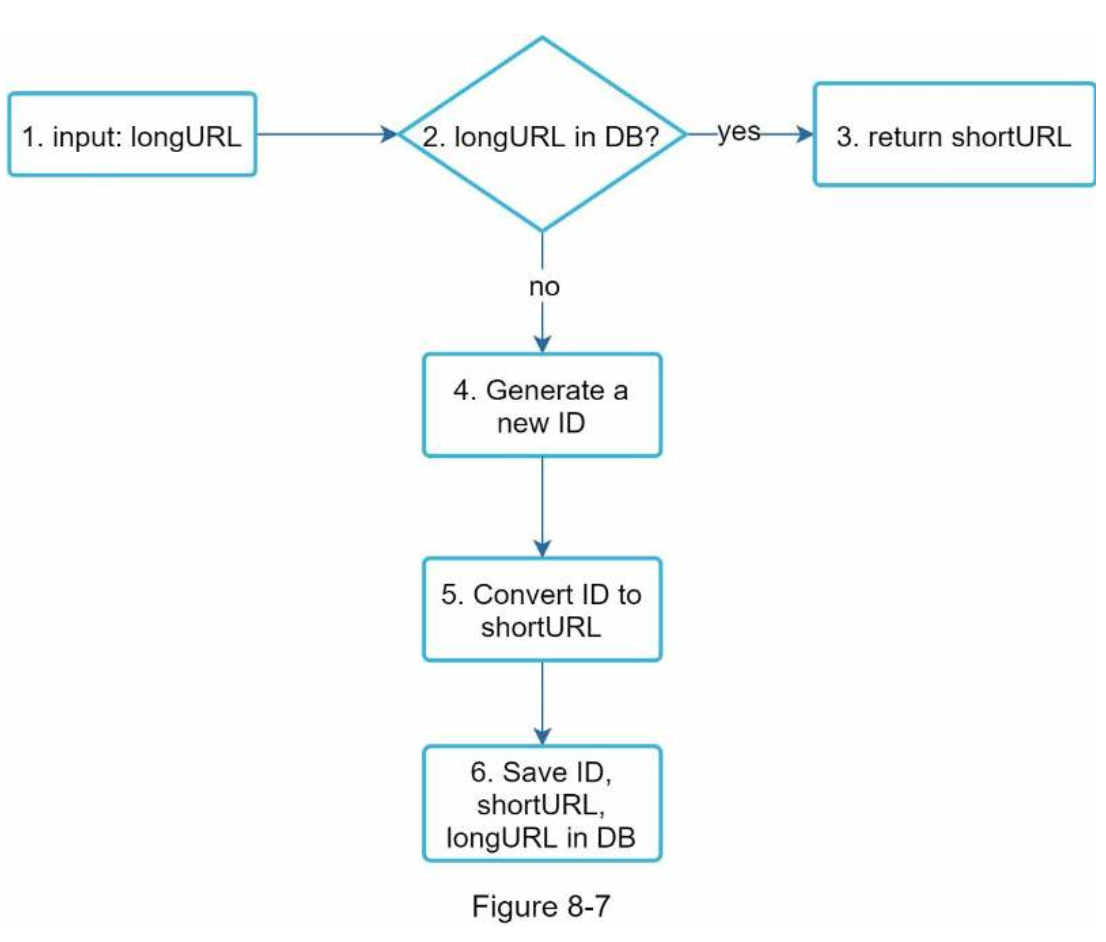 1. input: longURL
2. longURL in DB?
yes
3. return shortURL
no
4. Generate a
new ID
5. Convert ID to
shortURL
6. Save ID,
shortURL,
longURL in DB
Figure 8-7